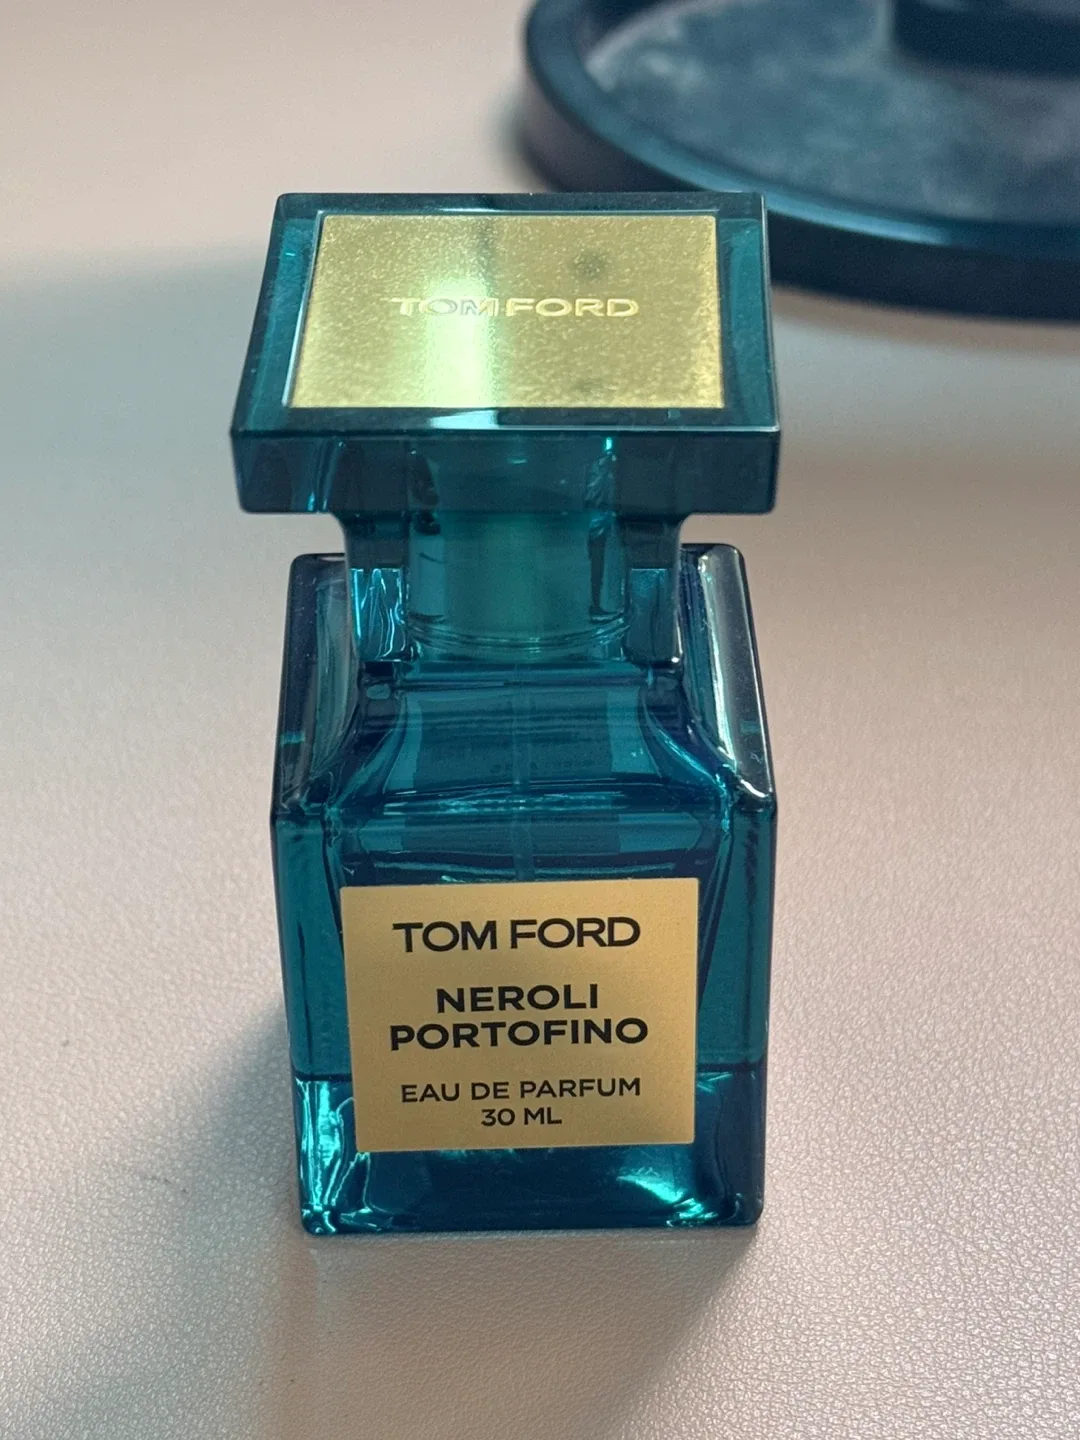 TOM FORD
TOM FORD
NEROLI
PORTOFINO
EAU DE PARFUM
30 ML